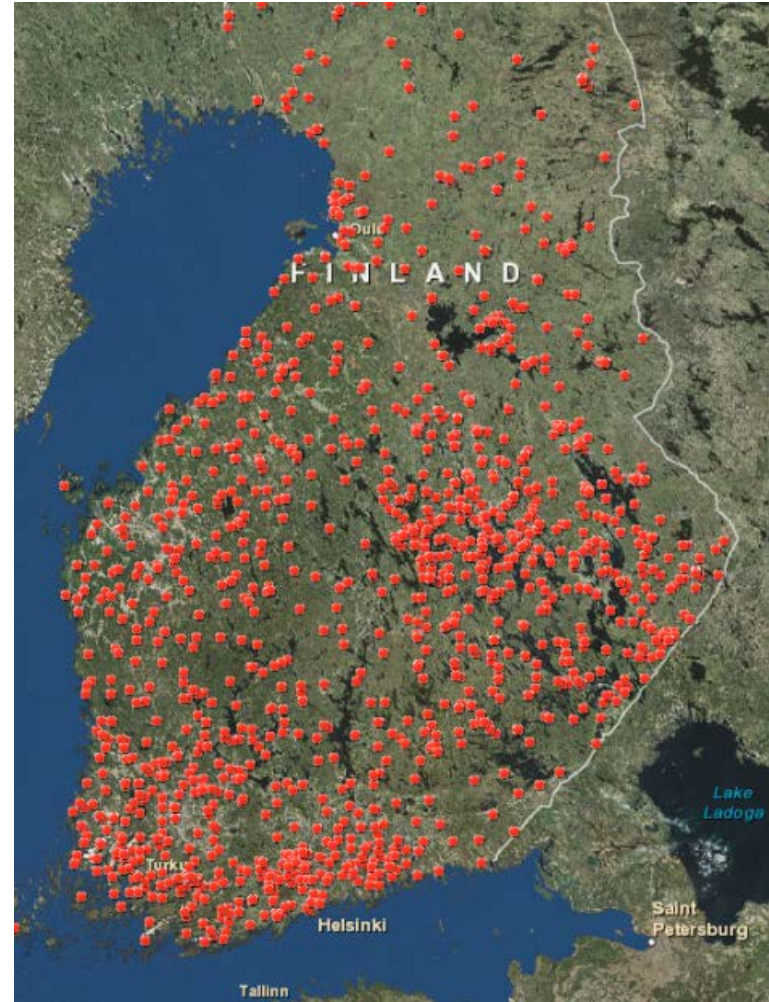 Oulu
FINLAND
Lake
Ladoga
Turku
Saint
Petersburg
Helsinki
Tallinn